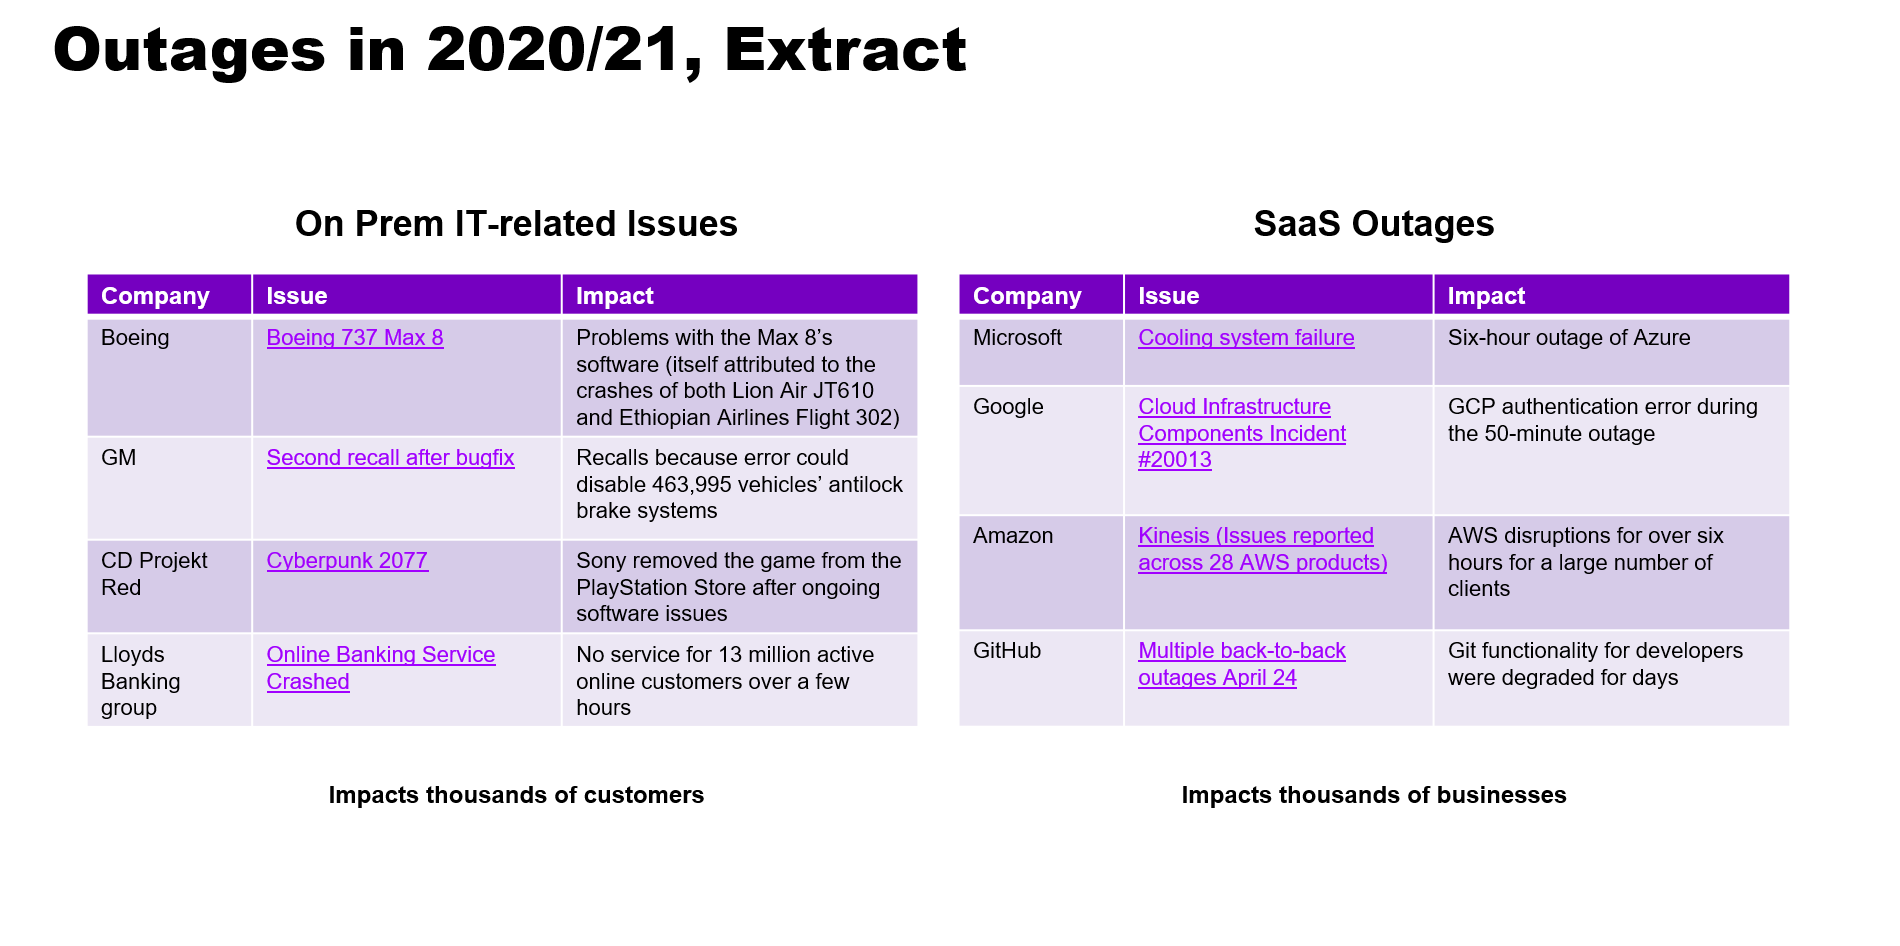 Outages in 2020/21, Extract
On Prem IT-related Issues
Company Issue Impact
Boeing
Boeing 737 Max 8
Problems with the Max 8’s
software (itself attributed to the
crashes of both Lion Air JT610
and Ethiopian Airlines Flight 302)
GM
Second recall after bugfix
Recalls because error could
disable 463,995 vehicles’ antilock
brake systems
CD Projekt
Red
Cyberpunk 2077
Sony removed the game from the
PlayStation Store after ongoing
software issues
Lloyds
Banking
group
Online Banking Service
Crashed
No service for 13 million active
online customers over a few
hours
Impacts thousands of customers
SaaS Outages
Company Issue Impact
Microsoft
Cooling system failure
Six-hour outage of Azure
Google
Cloud Infrastructure
Components Incident
#20013
GCP authentication error during
the 50-minute outage
Amazon
Kinesis (Issues reported
across 28 AWS products)
AWS disruptions for over six
hours for a large number of
clients
GitHub
Multiple back-to-back
outages April 24
Git functionality for developers
were degraded for days
Impacts thousands of businesses